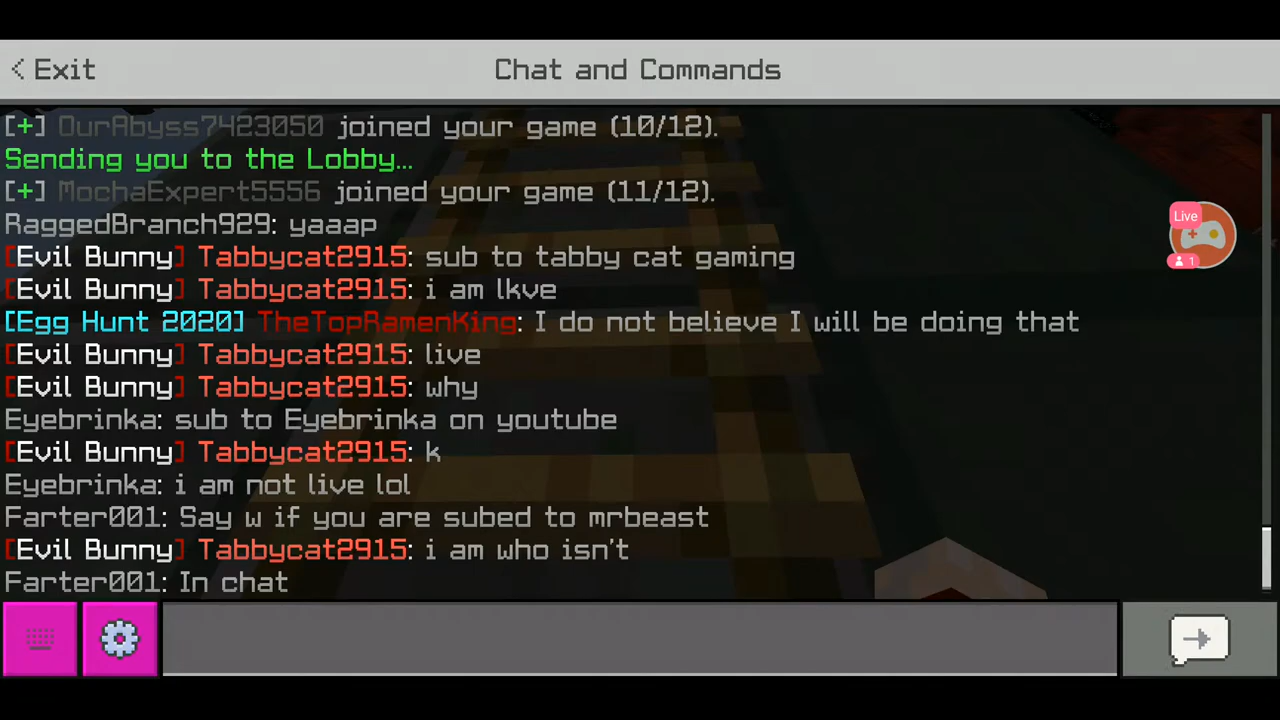 < Exit
Chat and Commands
[+] OurAbyss7423050 joined your game (10/12).
Sending you to the Lobby...
[+] MochaExpert5556 joined your game (11/12).
RaggedBranch929: yaaap
Live
[Evil Bunny] Tabbycat2915: sub to tabby cat gaming
1
[Evil Bunny] Tabbycat2915: i am lkve
[Egg Hunt 2020] TheTopRamenKing: I do not believe I will be doing that
[Evil Bunny] Tabbycat2915: live
[Evil Bunny] Tabbycat2915: why
Eyebrinka: sub to Eyebrinka on youtube
[Evil Bunny] Tabbycat2915: k
Eyebrinka: i am not live lol
Farter001: Say w if you are subed to mrbeast
[Evil Bunny] Tabbycat2915: i am who isn't
Farter001: In chat